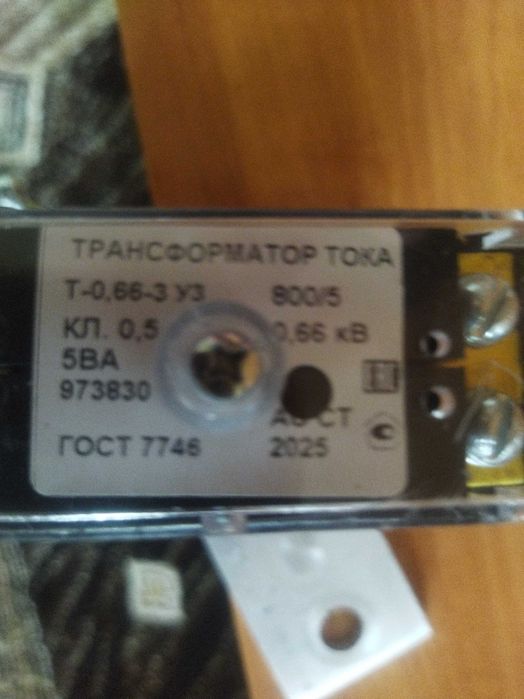 ТРАНСФОРМАТОР ТОКА
Т-0,66-3 У3 800/5
КЛ. 0,5 0,66 кВ
5ВА
973830
ГОСТ 7746 2025